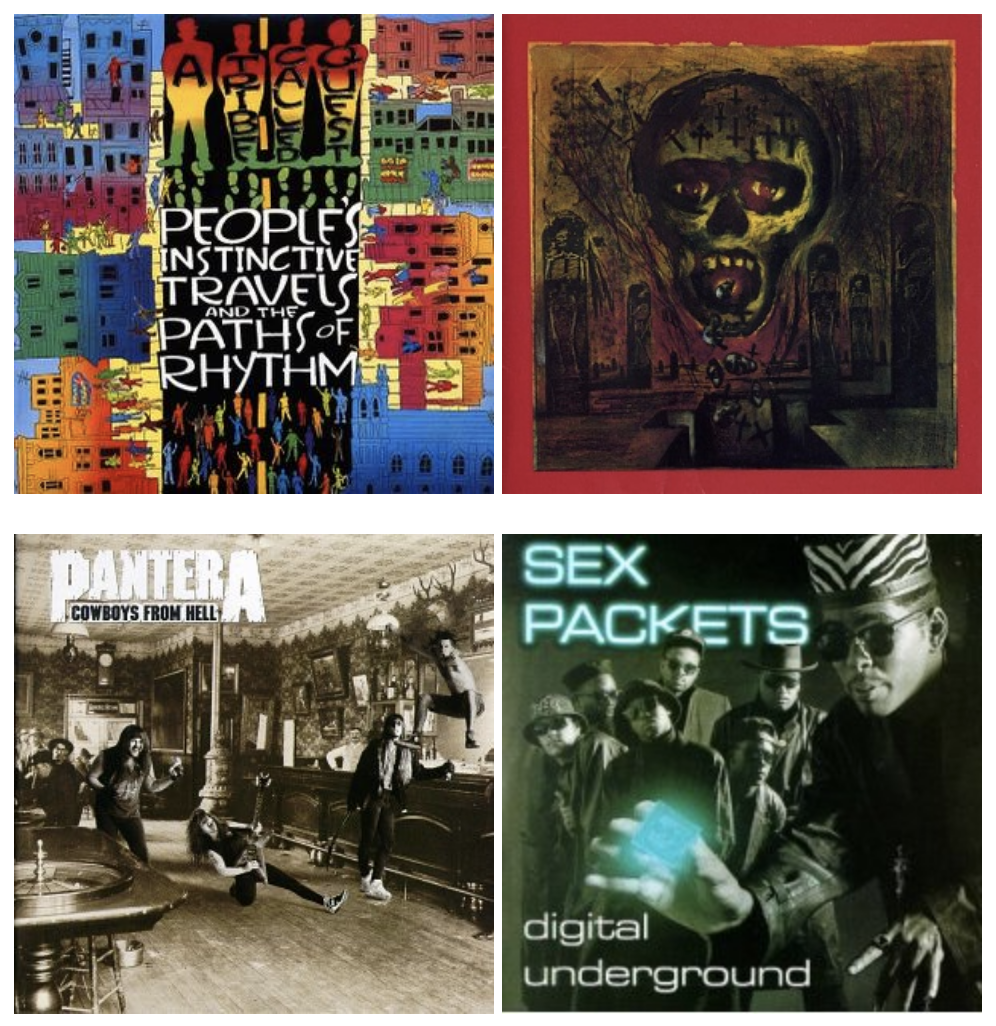 A TRIBE CALLED QUEST
PEOPLE'S
INSTINCTIVE
TRAVELS
AND THE
PATHS OF
RHYTHM
PANTERA
COWBOYS FROM HELL
SEX
PACKETS
digital
underground